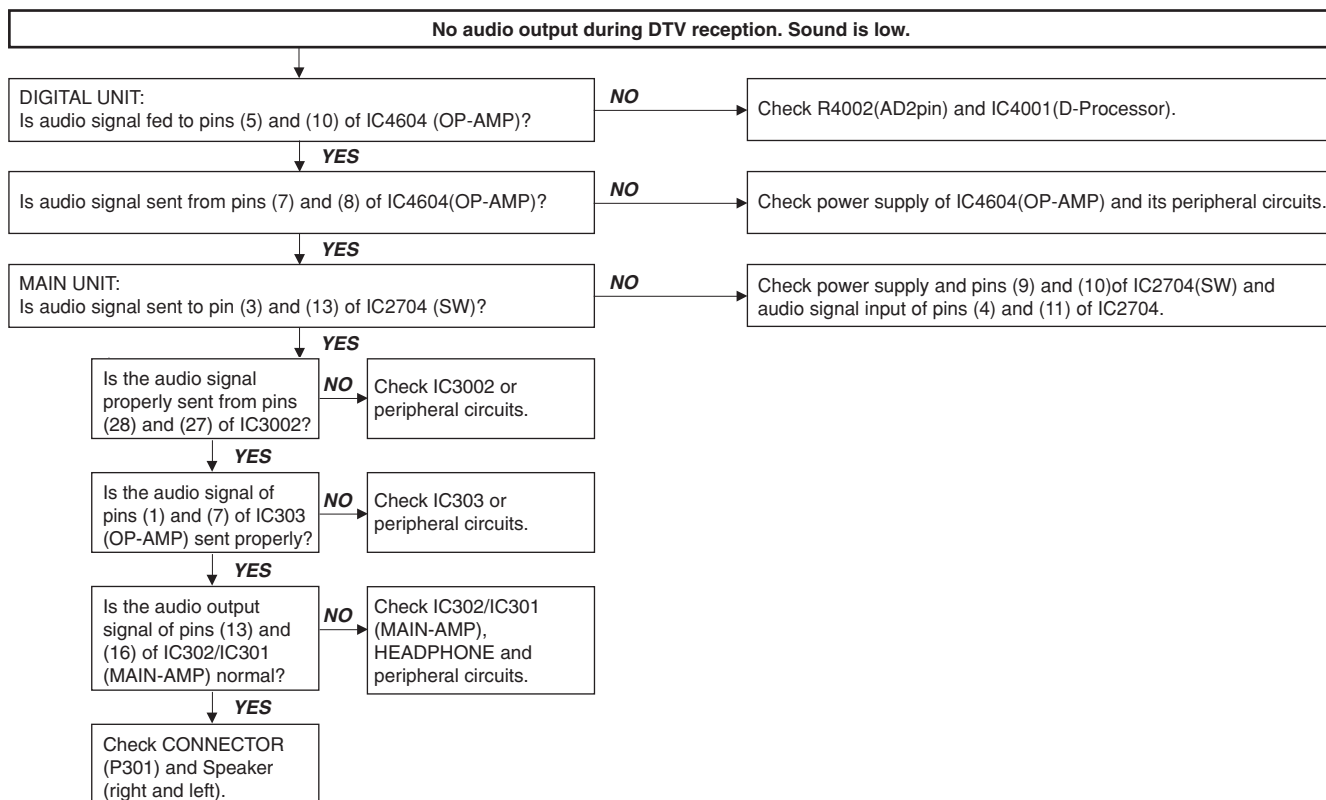 No audio output during DTV reception. Sound is low.
DIGITAL UNIT:
Is audio signal fed to pins (5) and (10) of IC4604 (OP-AMP)?
NO
Check R4002(AD2pin) and IC4001(D-Processor).
YES
Is audio signal sent from pins (7) and (8) of IC4604(OP-AMP)?
NO
Check power supply of IC4604(OP-AMP) and its peripheral circuits.
YES
MAIN UNIT:
Is audio signal sent to pin (3) and (13) of IC2704 (SW)?
NO
Check power supply and pins (9) and (10)of IC2704(SW) and
audio signal input of pins (4) and (11) of IC2704.
YES
Is the audio signal
properly sent from pins
(28) and (27) of IC3002?
NO
Check IC3002 or
peripheral circuits.
YES
Is the audio signal of
pins (1) and (7) of IC303
(OP-AMP) sent properly?
NO
Check IC303 or
peripheral circuits.
YES
Is the audio output
signal of pins (13) and
(16) of IC302/IC301
(MAIN-AMP) normal?
NO
Check IC302/IC301
(MAIN-AMP),
HEADPHONE and
peripheral circuits.
YES
Check CONNECTOR
(P301) and Speaker
(right and left).